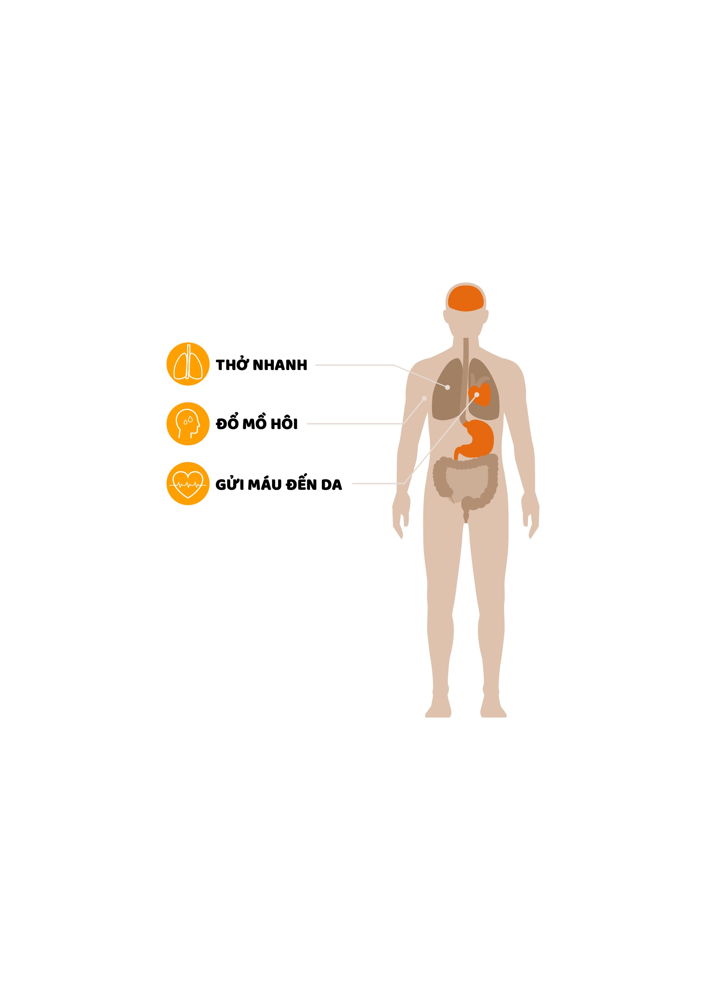 THỞ NHANH
ĐỔ MỒ HÔI
GỬI MÁU ĐẾN DA